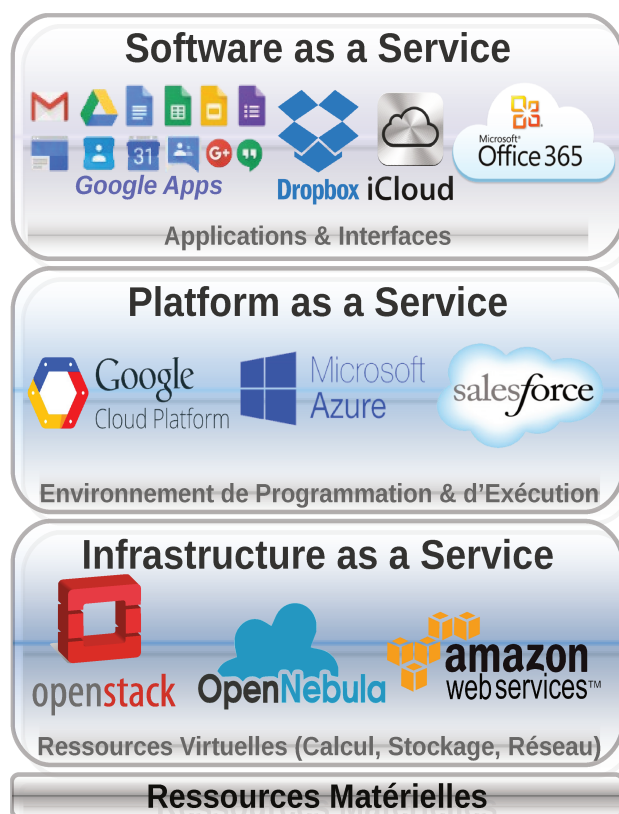 Software as a Service
31
G+
Google Apps
Dropbox
iCloud
Microsoft®
Office 365
Applications & Interfaces
Platform as a Service
Google
Cloud Platform
Microsoft
Azure
salesforce
Environnement de Programmation & d’Exécution
Infrastructure as a Service
openstack
OpenNebula
amazon
web services™
Ressources Virtuelles (Calcul, Stockage, Réseau)
Ressources Matérielles